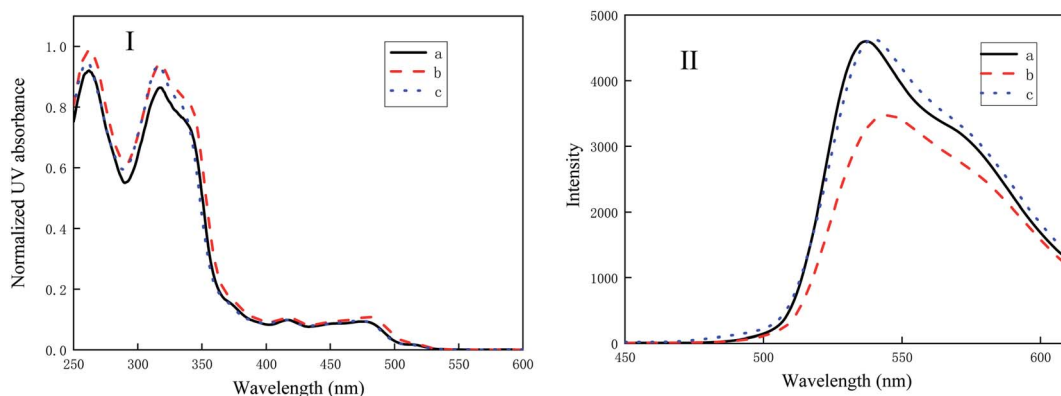 I
1.0
0.8
0.6
0.4
0.2
0.0
Normalized UV absorbance
a
b
c
250 300 350 400 450 500 550 600
Wavelength (nm)
II
5000
4000
3000
2000
1000
0
Intensity
a
b
c
450 500 550 600
Wavelength (nm)